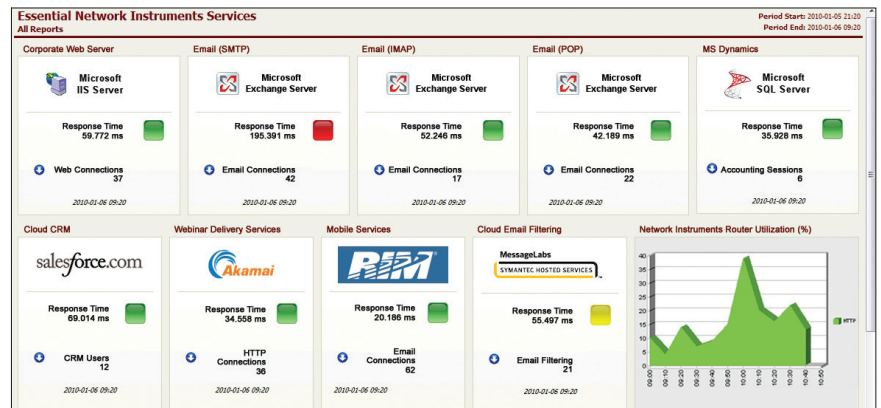 Essential Network Instruments Services
All Reports
Period Start: 2010-01-05 21:20
Period End: 2010-01-06 09:20
Corporate Web Server
Microsoft
IIS Server
Response Time
59.772 ms
Web Connections
37
2010-01-06 09:20
Email (SMTP)
Microsoft
Exchange Server
Response Time
195.391 ms
Email Connections
42
2010-01-06 09:20
Email (IMAP)
Microsoft
Exchange Server
Response Time
52.246 ms
Email Connections
17
2010-01-06 09:20
Email (POP)
Microsoft
Exchange Server
Response Time
42.189 ms
Email Connections
22
2010-01-06 09:20
MS Dynamics
Microsoft
SQL Server
Response Time
35.928 ms
Accounting Sessions
6
2010-01-06 09:20
Cloud CRM
salesforce.com
Response Time
69.014 ms
CRM Users
12
2010-01-06 09:20
Webinar Delivery Services
Akamai
Response Time
34.558 ms
HTTP
Connections
36
2010-01-06 09:20
Mobile Services
RIM
Response Time
20.186 ms
Email
Connections
62
2010-01-06 09:20
Cloud Email Filtering
MessageLabs
SYMANTEC HOSTED SERVICES
Response Time
55.497 ms
Email Filtering
21
2010-01-06 09:20
Network Instruments Router Utilization (%)
40
35
30
25
20
15
10
5
0
09:00
09:10
09:20
09:30
09:40
09:50
10:00
10:10
10:20
10:30
10:40
10:50
HTTP